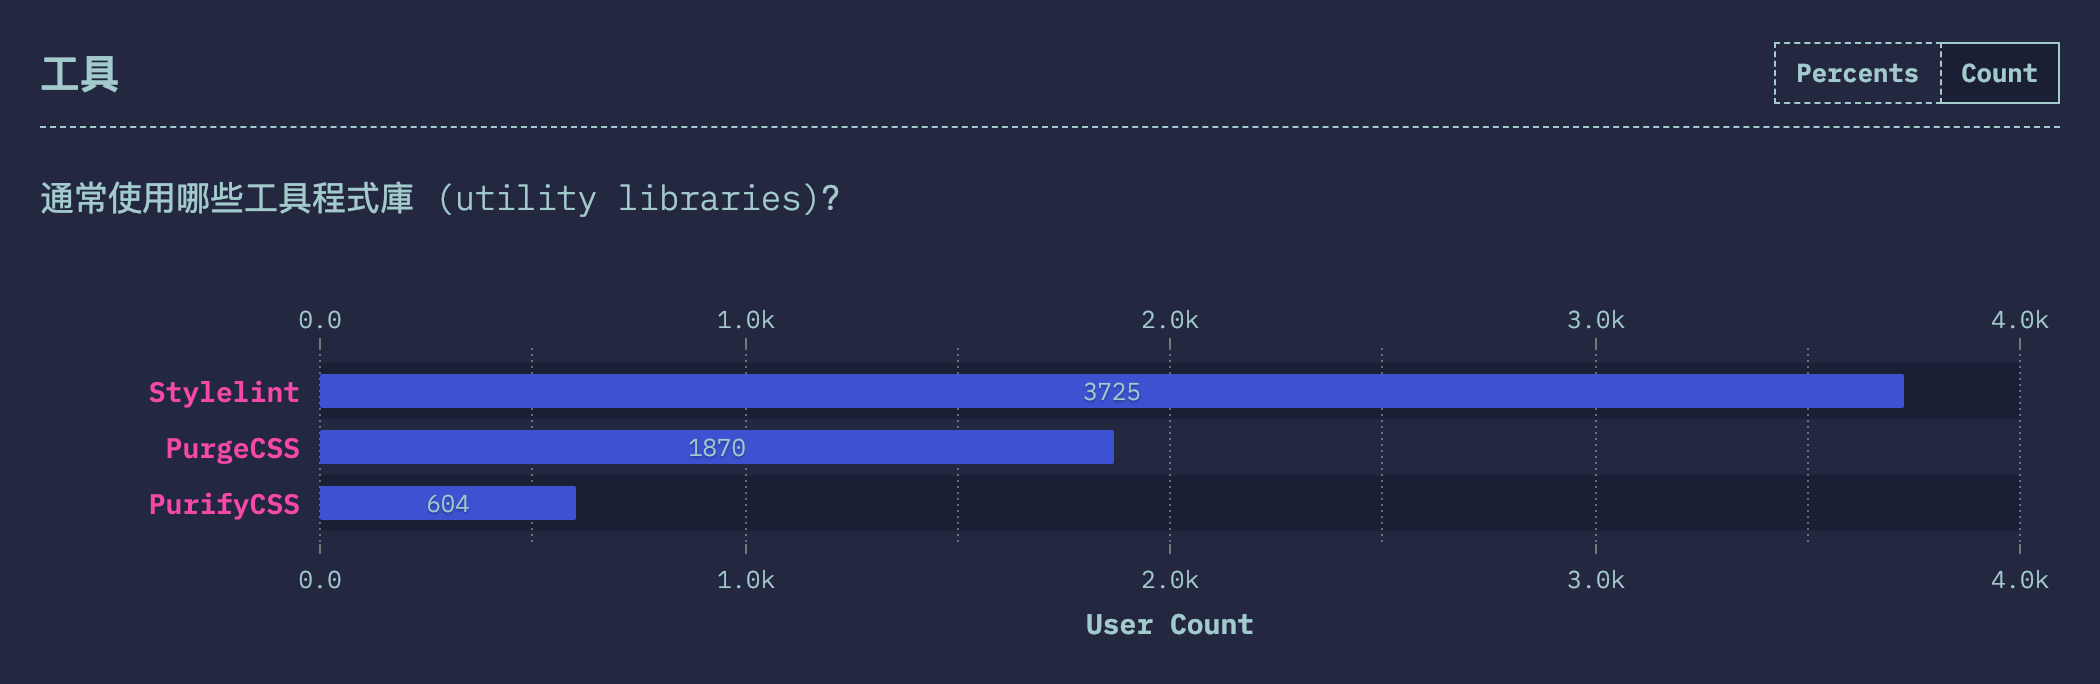 工具
Percents Count
通常使用哪些工具程式庫 (utility libraries)?
0.0 1.0k 2.0k 3.0k 4.0k
Stylelint 3725
PurgeCSS 1870
PurifyCSS 604
0.0 1.0k 2.0k 3.0k 4.0k
User Count